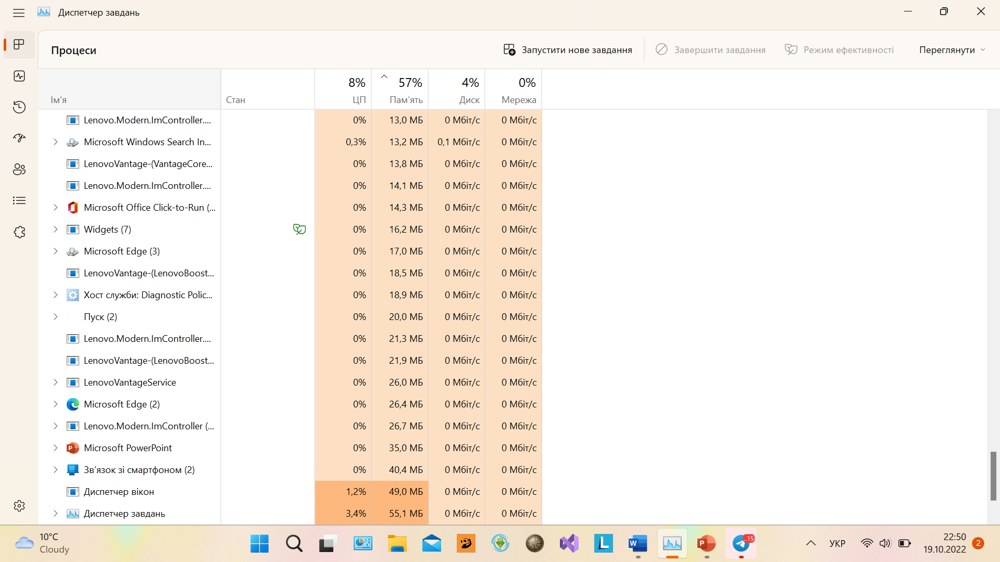 Диспетчер завдань
Процеси
Запустити нове завдання
Завершити завдання
Режим ефективності
Переглянути
8% 57% 4% 0%
Ім'я Стан ЦП Пам'ять Диск Мережа
Lenovo.Modern.ImController.... 0% 13,0 МБ 0 Мбіт/с 0 Мбіт/с
Microsoft Windows Search In... 0,3% 13,2 МБ 0,1 Мбіт/с 0 Мбіт/с
LenovoVantage-(VantageCore... 0% 13,8 МБ 0 Мбіт/с 0 Мбіт/с
Lenovo.Modern.ImController.... 0% 14,1 МБ 0 Мбіт/с 0 Мбіт/с
Microsoft Office Click-to-Run (... 0% 14,3 МБ 0 Мбіт/с 0 Мбіт/с
Widgets (7) 0% 16,2 МБ 0 Мбіт/с 0 Мбіт/с
Microsoft Edge (3) 0% 17,0 МБ 0 Мбіт/с 0 Мбіт/с
LenovoVantage-(LenovoBoost... 0% 18,5 МБ 0 Мбіт/с 0 Мбіт/с
Хост служби: Diagnostic Polic... 0% 18,9 МБ 0 Мбіт/с 0 Мбіт/с
Пуск (2) 0% 20,0 МБ 0 Мбіт/с 0 Мбіт/с
Lenovo.Modern.ImController.... 0% 21,3 МБ 0 Мбіт/с 0 Мбіт/с
LenovoVantage-(LenovoBoost... 0% 21,9 МБ 0 Мбіт/с 0 Мбіт/с
LenovoVantageService 0% 26,0 МБ 0 Мбіт/с 0 Мбіт/с
Microsoft Edge (2) 0% 26,4 МБ 0 Мбіт/с 0 Мбіт/с
Lenovo.Modern.ImController (... 0% 26,7 МБ 0 Мбіт/с 0 Мбіт/с
Microsoft PowerPoint 0% 35,0 МБ 0 Мбіт/с 0 Мбіт/с
Зв'язок зі смартфоном (2) 0% 40,4 МБ 0 Мбіт/с 0 Мбіт/с
Диспетчер вікон 1,2% 49,0 МБ 0 Мбіт/с 0 Мбіт/с
Диспетчер завдань 3,4% 55,1 МБ 0 Мбіт/с 0 Мбіт/с
10°C
Cloudy
L
W
P
..15
УКР
22:50
19.10.2022
2